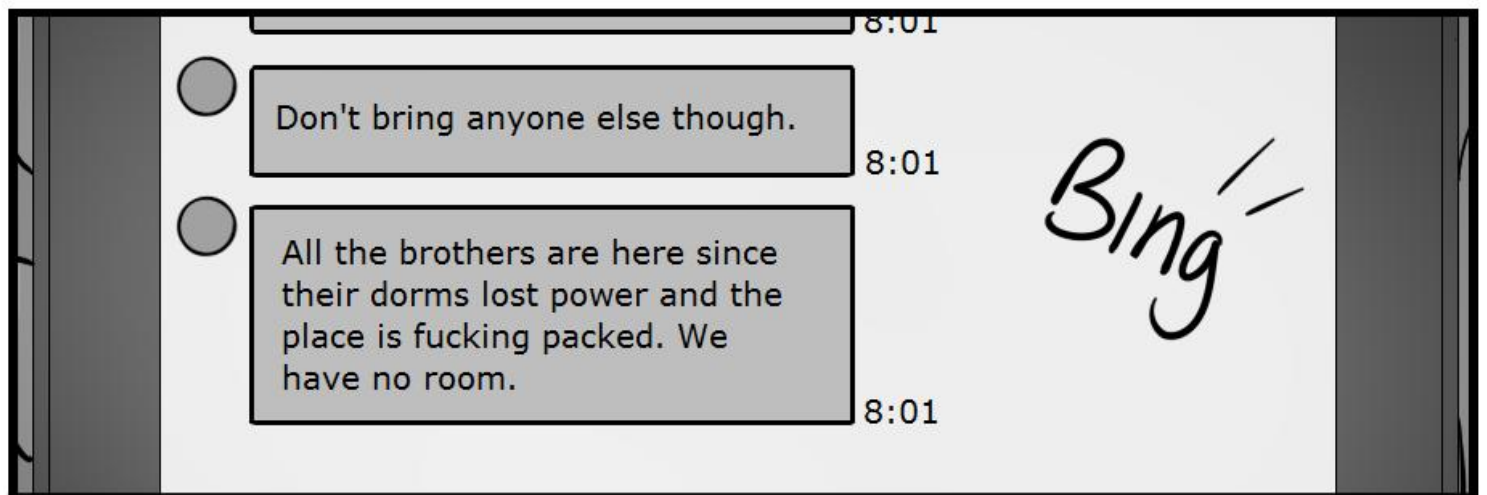 8:01
Don't bring anyone else though.
8:01
All the brothers are here since
their dorms lost power and the
place is fucking packed. We
have no room.
8:01
Bing